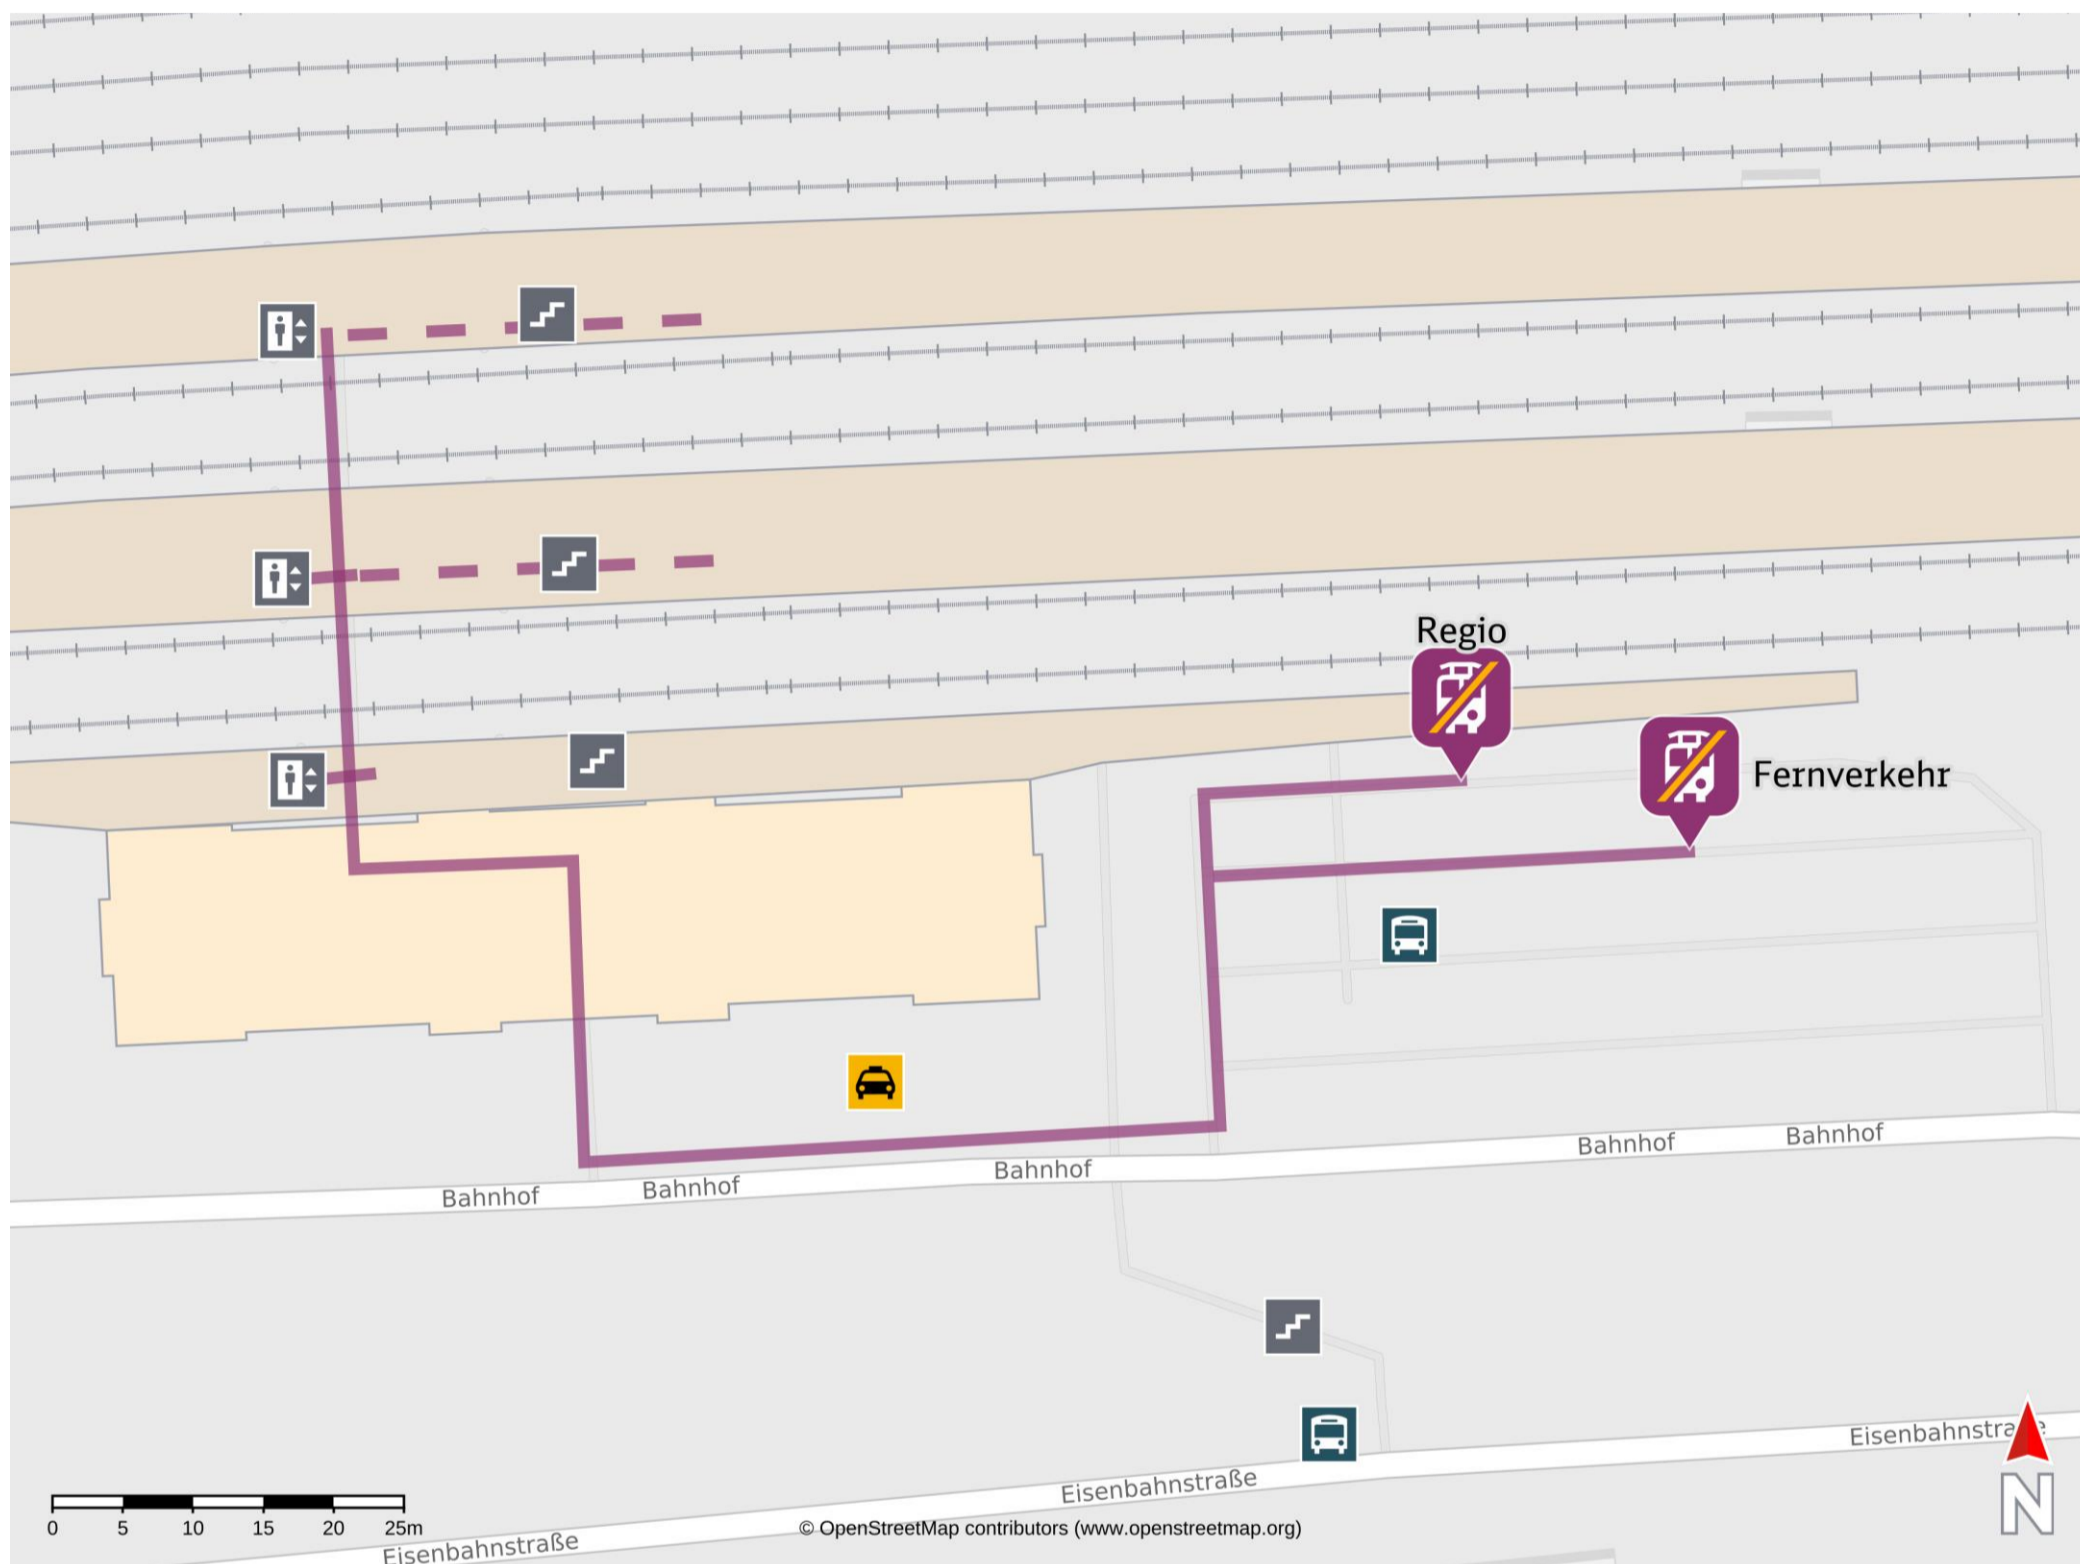 Regio
Fernverkehr
Bahnhof
Bahnhof
Bahnhof
Bahnhof
Bahnhof
Eisenbahnstraße
Eisenbahnstraße
Eisenbahnstraße
N
0 5 10 15 20 25m
© OpenStreetMap contributors (www.openstreetmap.org)